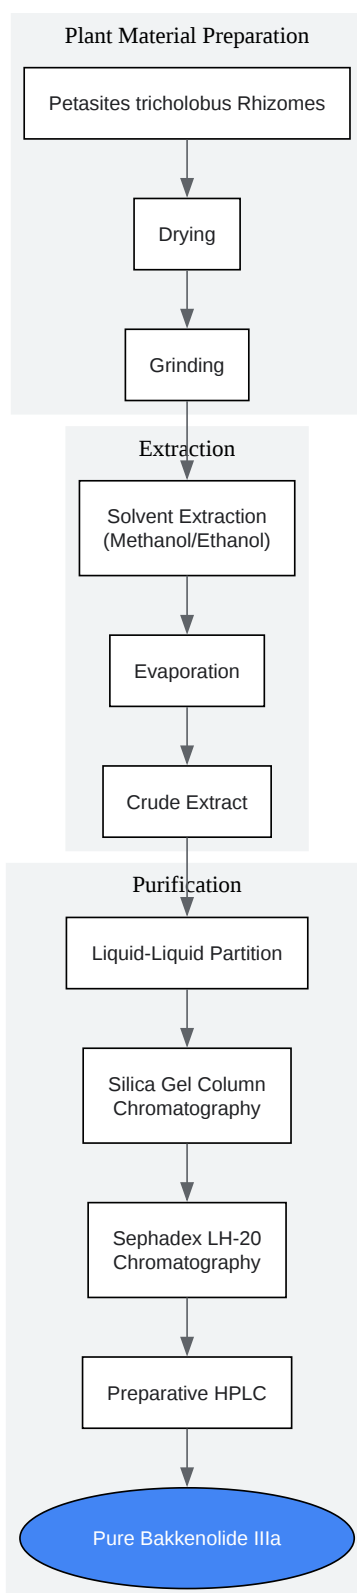 Plant Material Preparation
Petasites tricholobus Rhizomes
Drying
Grinding
Extraction
Solvent Extraction
(Methanol/Ethanol)
Evaporation
Crude Extract
Purification
Liquid-Liquid Partition
Silica Gel Column
Chromatography
Sephadex LH-20
Chromatography
Preparative HPLC
Pure Bakkenolide IIIa